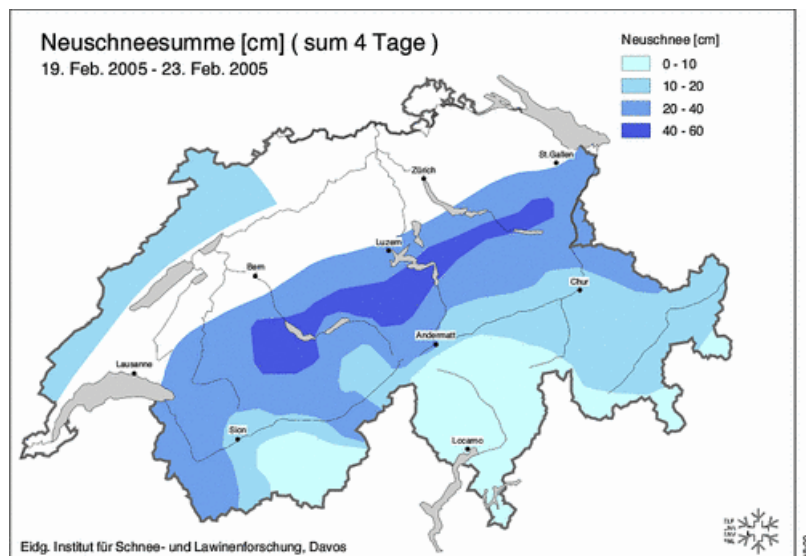 Neuschneesumme [cm] ( sum 4 Tage )
19. Feb. 2005 - 23. Feb. 2005
Neuschnee [cm]
0 - 10
10 - 20
20 - 40
40 - 60
St.Gallen
Zürich
Luzern
Bern
Chur
Andermatt
Lausanne
Sion
Locarno
Eidg. Institut für Schnee- und Lawinenforschung, Davos